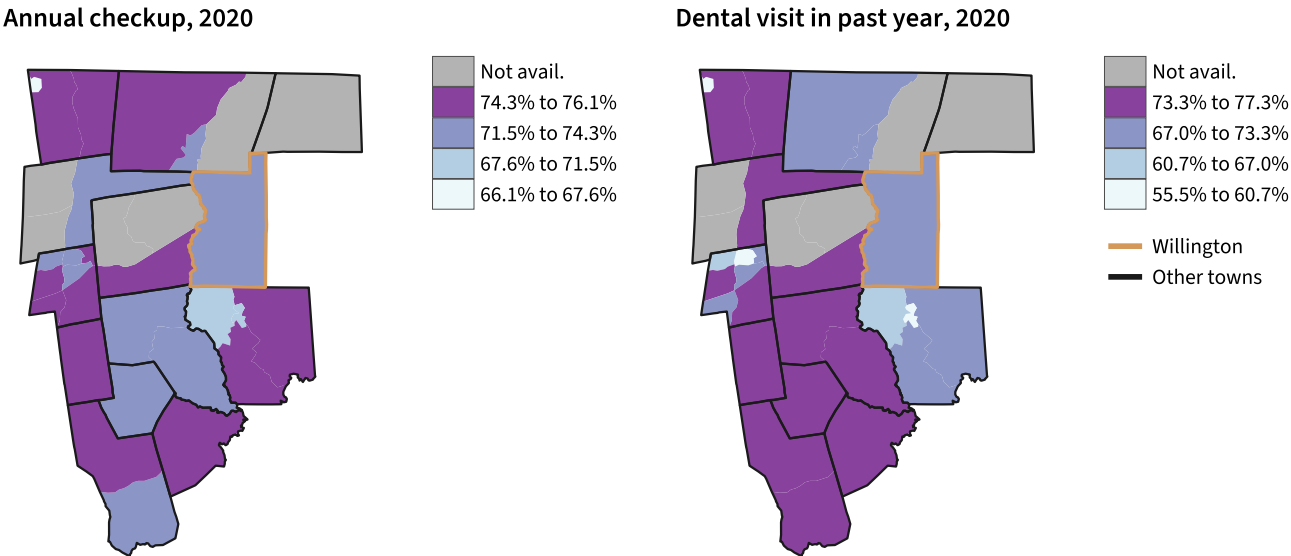 Annual checkup, 2020
Not avail.
74.3% to 76.1%
71.5% to 74.3%
67.6% to 71.5%
66.1% to 67.6%
Dental visit in past year, 2020
Not avail.
73.3% to 77.3%
67.0% to 73.3%
60.7% to 67.0%
55.5% to 60.7%
Willington
Other towns